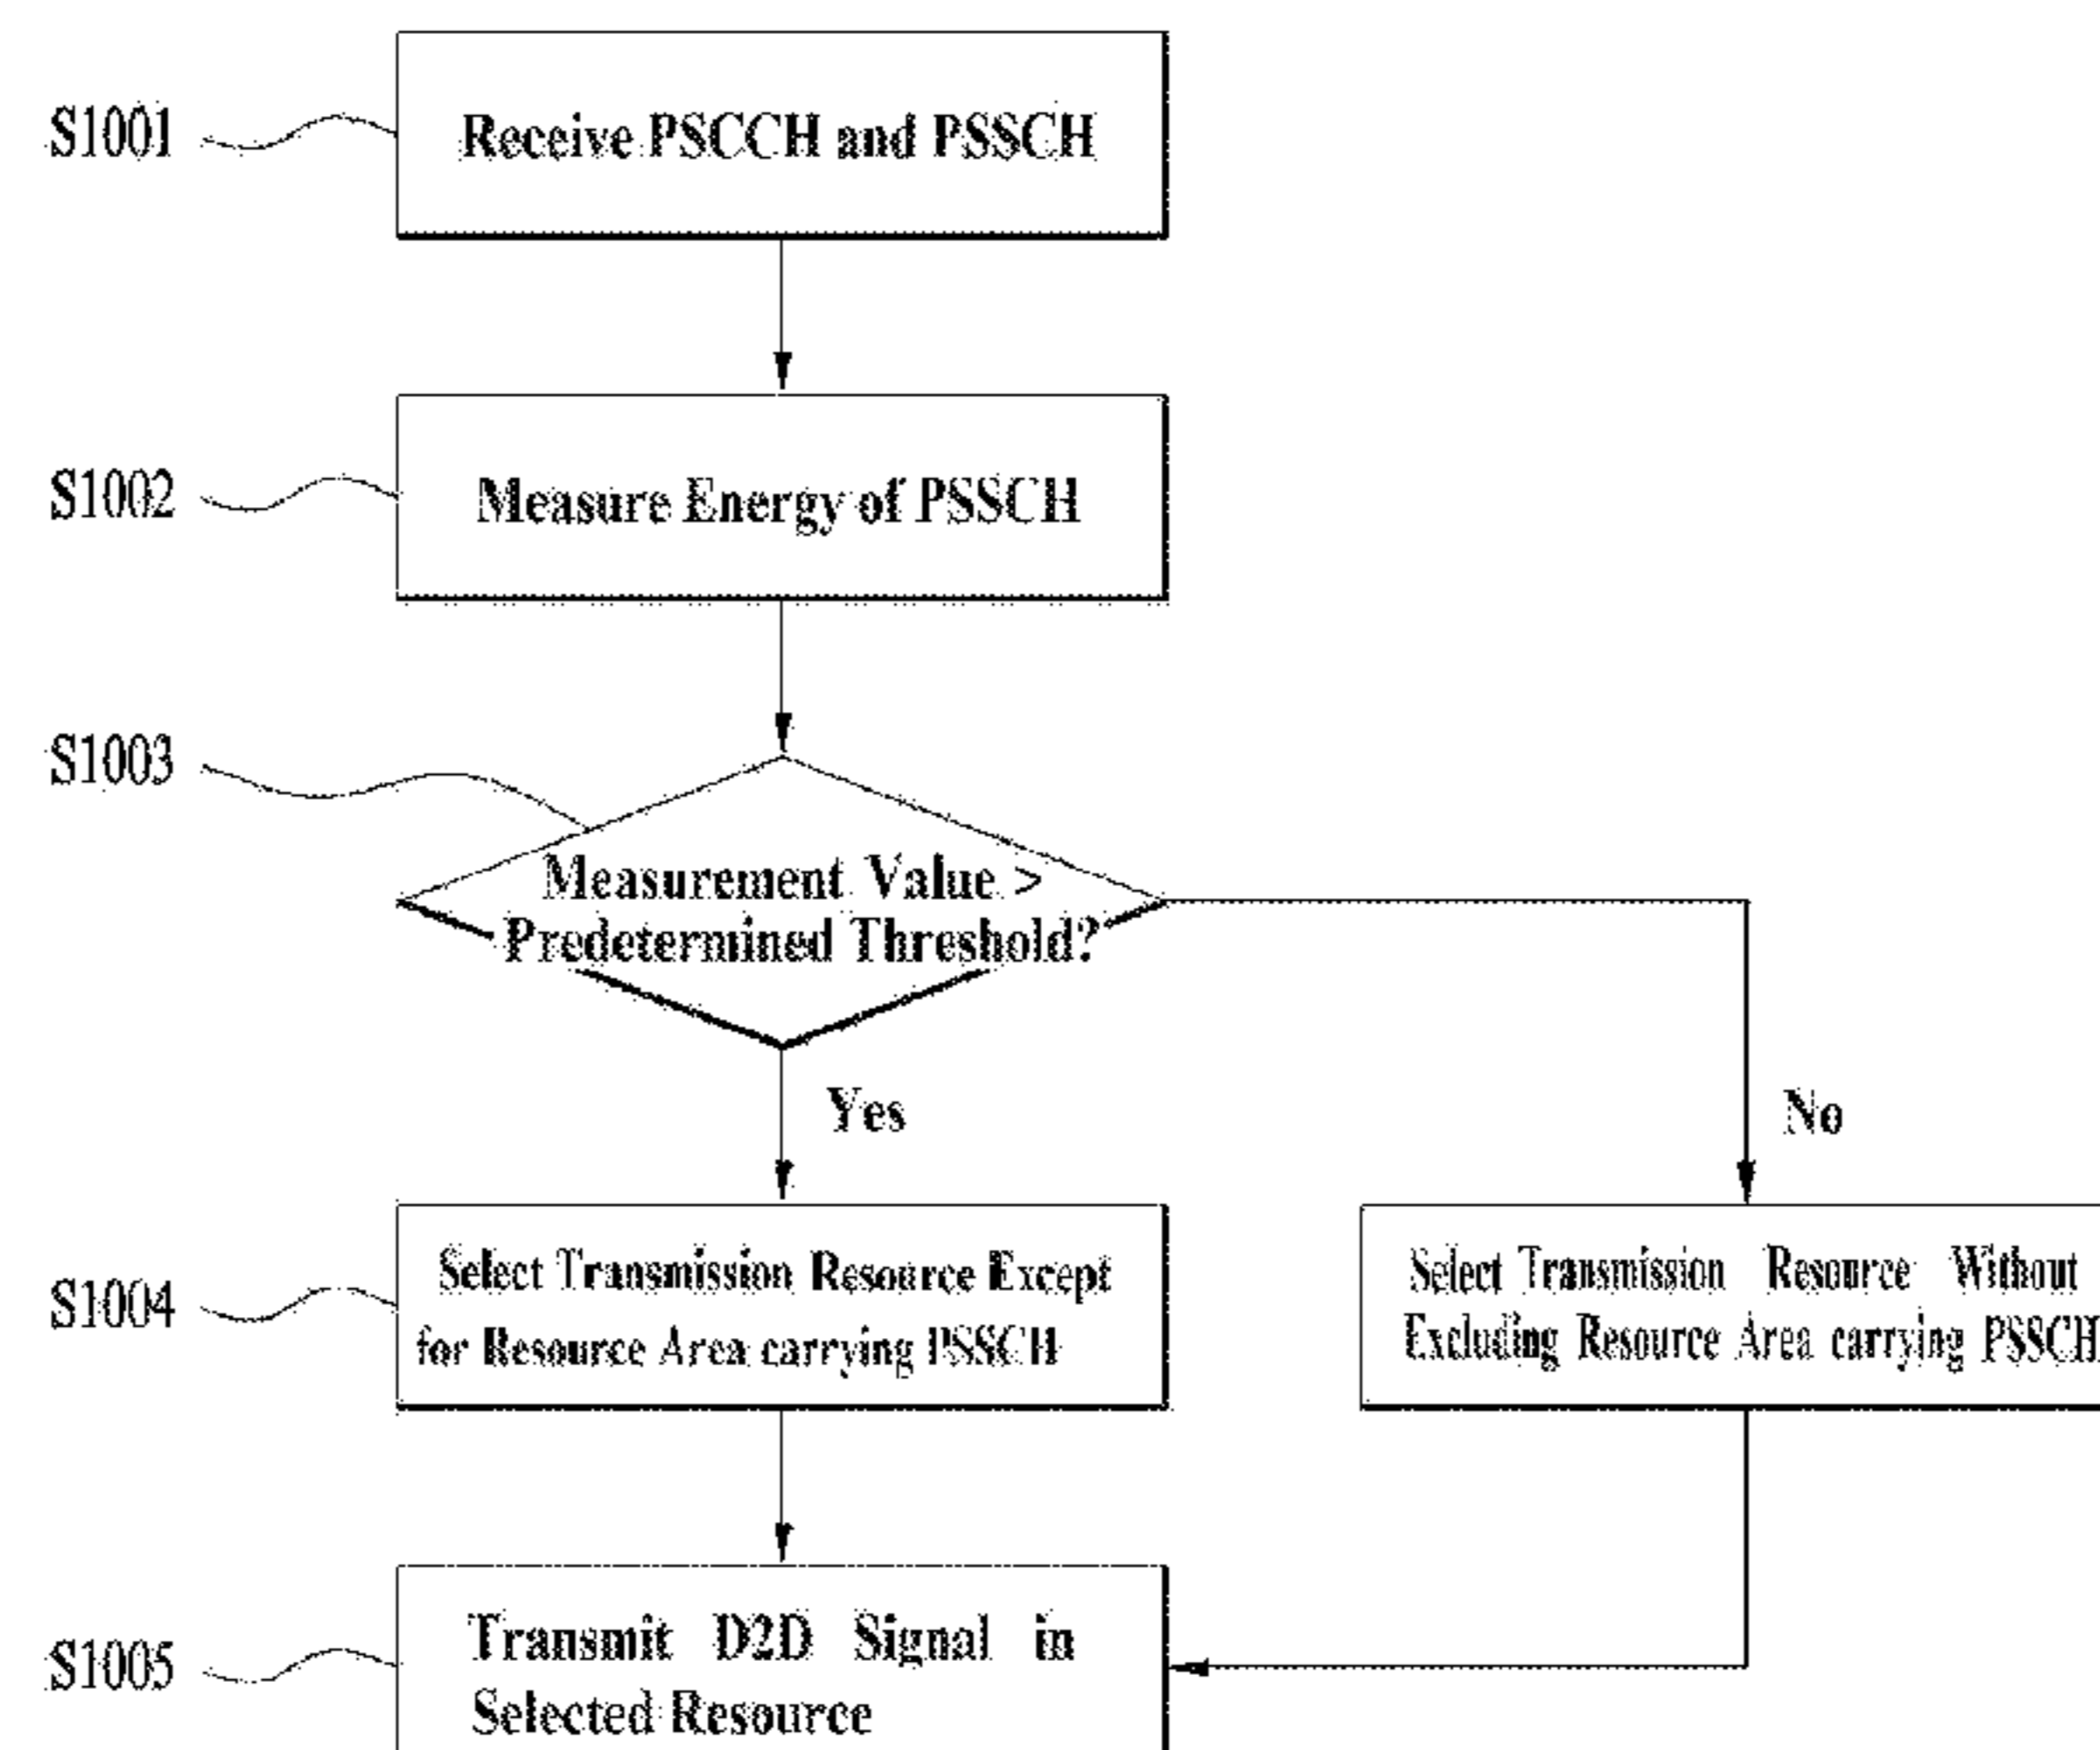 S1001
Receive PSCCH and PSSCH
S1002
Measure Energy of PSSCH
S1003
Measurement Value >
Predetermined Threshold?
Yes
No
S1004
Select Transmission Resource Except
for Resource Area carrying PSSCH
Select Transmission Resource Without
Excluding Resource Area carrying PSSCH
S1005
Transmit D2D Signal in
Selected Resource